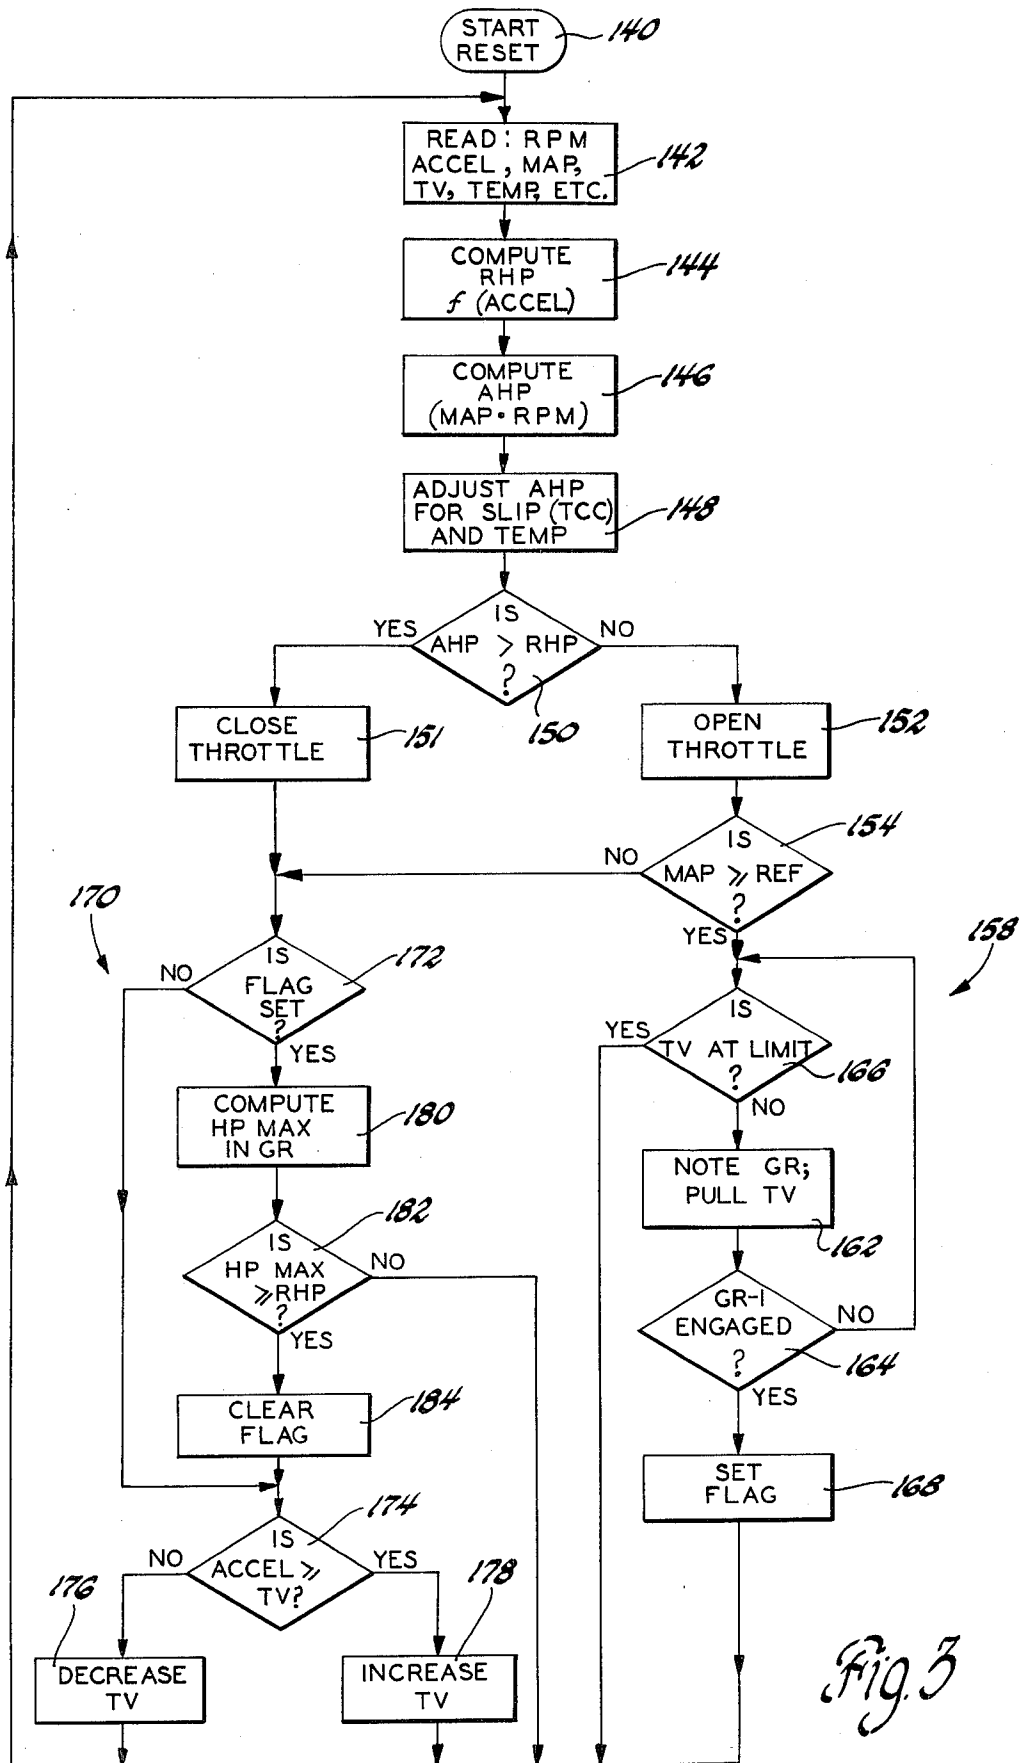 START
RESET
140
READ: RPM
ACCEL, MAP,
TV, TEMP, ETC.
142
COMPUTE
RHP
f (ACCEL)
144
COMPUTE
AHP
(MAP • RPM)
146
ADJUST AHP
FOR SLIP (TCC)
AND TEMP
148
IS
AHP > RHP
?
YES
NO
150
CLOSE
THROTTLE
151
OPEN
THROTTLE
152
IS
MAP ⩾ REF
?
154
NO
YES
170
158
IS
FLAG
SET
?
172
NO
YES
IS
TV AT LIMIT
?
166
YES
NO
COMPUTE
HP MAX
IN GR
180
NOTE GR;
PULL TV
162
IS
HP MAX
⩾ RHP
?
182
NO
YES
GR-1
ENGAGED
?
164
NO
YES
CLEAR
FLAG
184
SET
FLAG
168
IS
ACCEL ⩾
TV?
174
NO
YES
176
178
DECREASE
TV
INCREASE
TV
Fig. 3